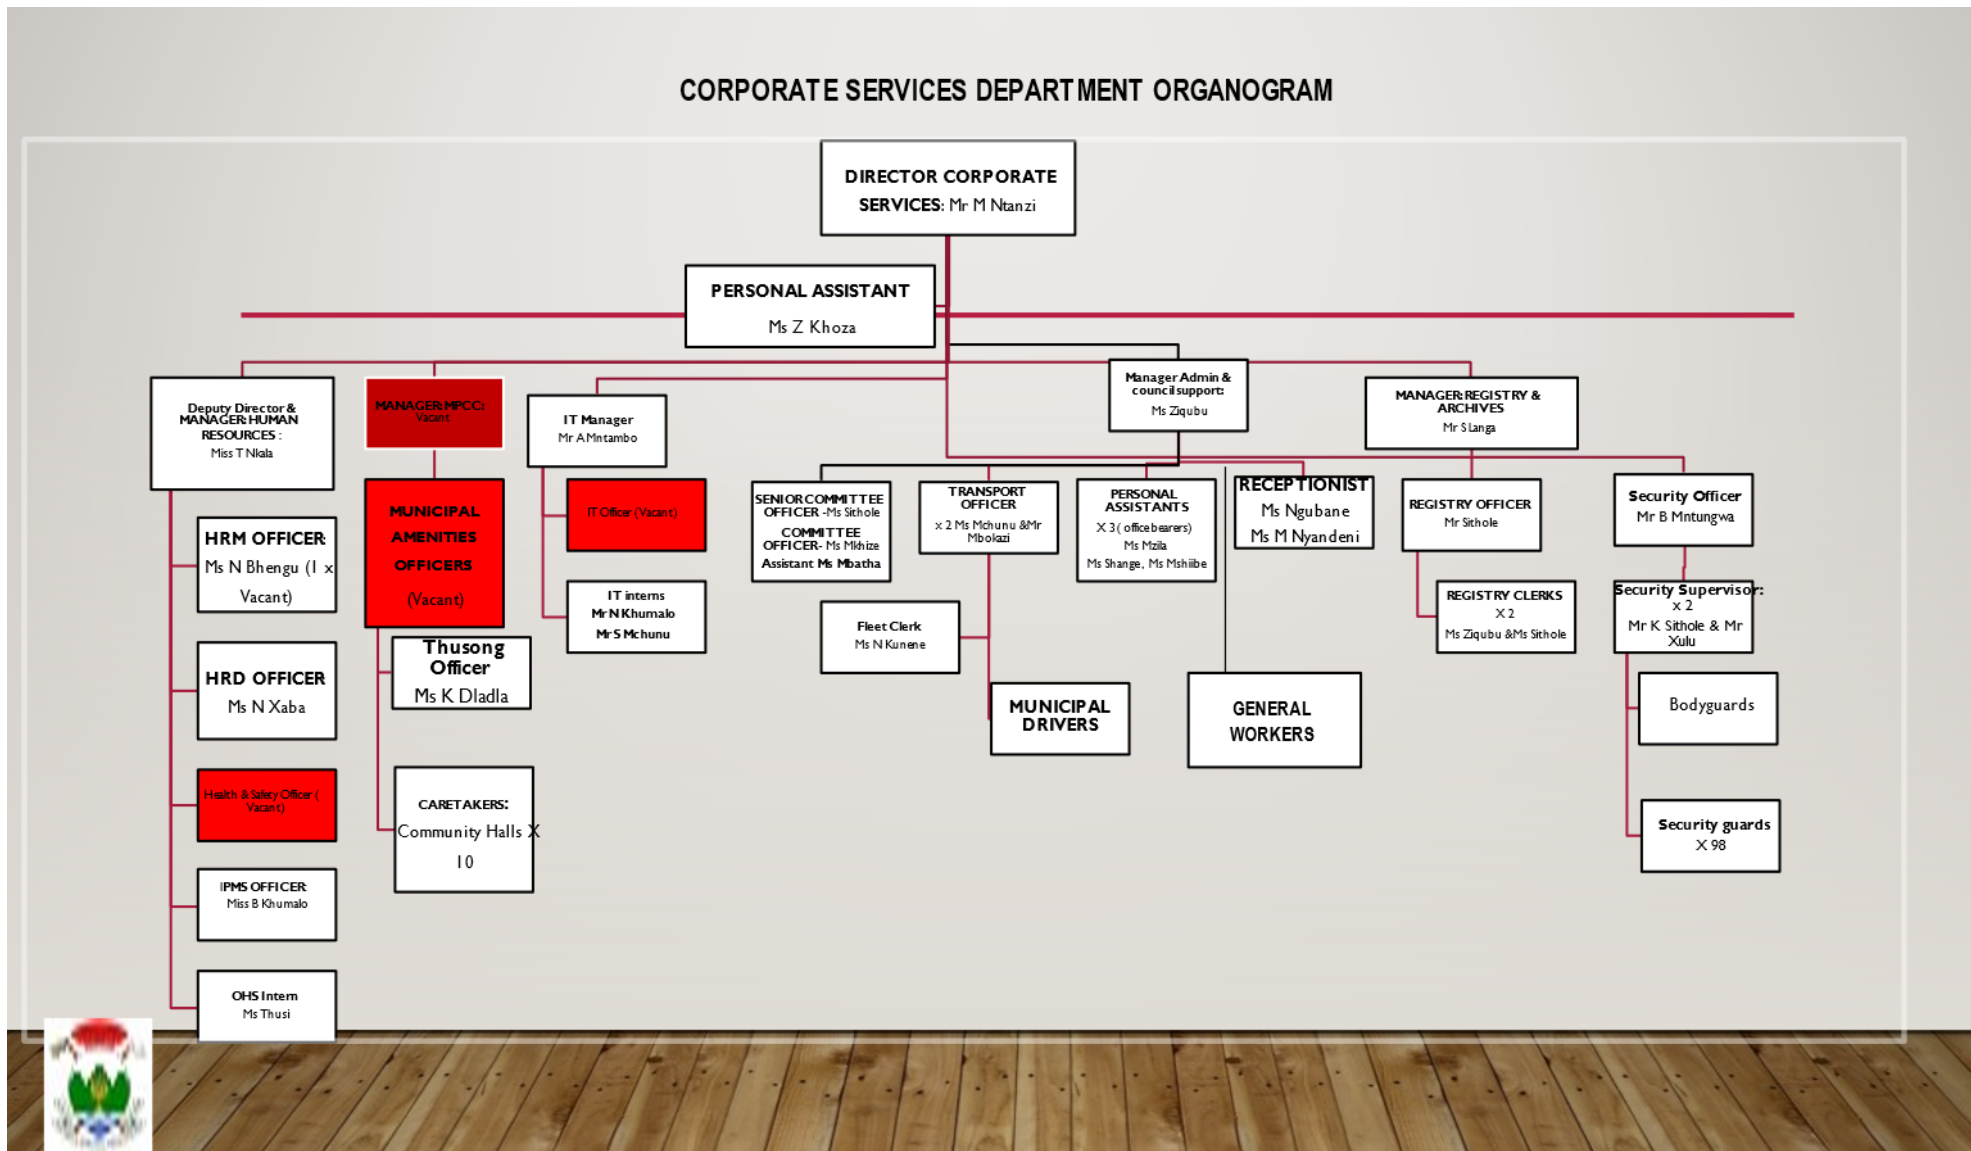 CORPORATE SERVICES DEPARTMENT ORGANOGRAM
DIRECTOR CORPORATE
SERVICES: Mr M Ntanzi
PERSONAL ASSISTANT
Ms Z Khoza
Deputy Director &
MANAGER: HUMAN
RESOURCES :
Miss T Nkala
MANAGER: MPCC:
Vacant
IT Manager
Mr A Mntambo
Manager Admin &
council support:
Ms Ziqubu
MANAGER: REGISTRY &
ARCHIVES
Mr S Langa
HRM OFFICER:
Ms N Bhengu (1 x
Vacant)
HRD OFFICER
Ms N Xaba
Health & Safety Officer (
Vacant)
IPMS OFFICER
Miss B Khumalo
OHS Intern
Ms Thusi
MUNICIPAL
AMENITIES
OFFICERS
(Vacant)
Thusong
Officer
Ms K Dladla
CARETAKERS:
Community Halls X
10
IT Officer (Vacant)
IT interns
Mr N Khumalo
Mr S Mchunu
SENIOR COMMITTEE
OFFICER -Ms Sithole
COMMITTEE
OFFICER- Ms Mkhize
Assistant Ms Mbatha
TRANSPORT
OFFICER
x 2 Ms Mchunu &Mr
Mbokazi
Fleet Clerk
Ms N Kunene
MUNICIPAL
DRIVERS
PERSONAL
ASSISTANTS
X 3 ( office bearers)
Ms Mzila
Ms Shange, Ms Mshiibe
RECEPTIONIST
Ms Ngubane
Ms M Nyandeni
GENERAL
WORKERS
REGISTRY OFFICER
Mr Sithole
REGISTRY CLERKS
X 2
Ms Ziqubu &Ms Sithole
Security Officer
Mr B Mntungwa
Security Supervisor:
x 2
Mr K Sithole & Mr
Xulu
Bodyguards
Security guards
X 98